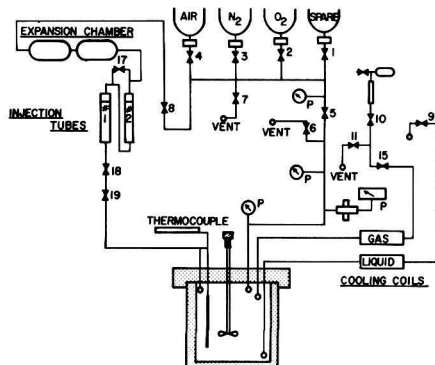 AIR N2 O2 SPARE
EXPANSION CHAMBER
4 3 2 1
17
P
8 7 5
INJECTION
TUBES
#1 #2
VENT
VENT 6
10 9
11
VENT
15
18
19
P
P
P
THERMOCOUPLE
GAS
LIQUID
COOLING COILS